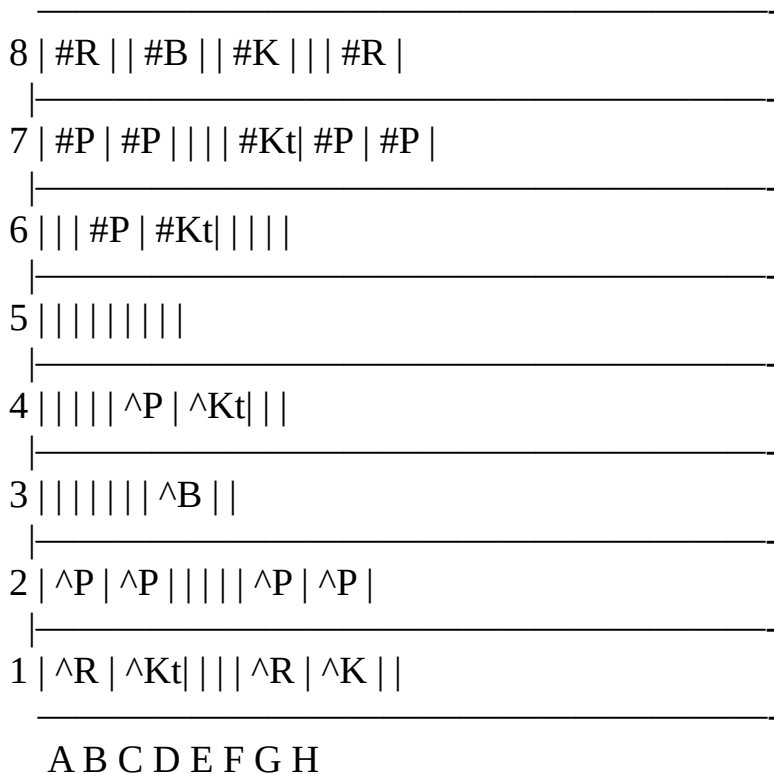 8 | #R | | #B | | #K | | | #R |
7 | #P | #P | | | | #Kt| #P | #P |
6 | | | #P | #Kt| | | | |
5 | | | | | | | | |
4 | | | | | ^P | ^Kt| | |
3 | | | | | | | ^B | |
2 | ^P | ^P | | | | | ^P | ^P |
1 | ^R | ^Kt| | | | ^R | ^K | |
A B C D E F G H